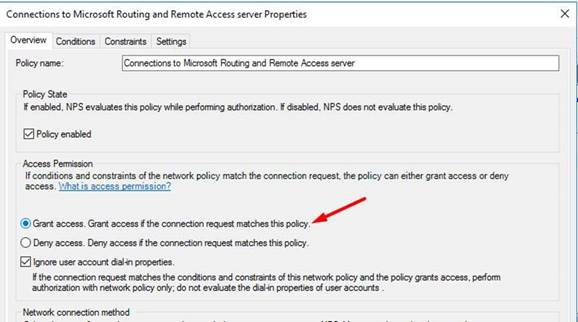 Connections to Microsoft Routing and Remote Access server Properties
Overview Conditions Constraints Settings
Policy name: Connections to Microsoft Routing and Remote Access server
Policy State
If enabled, NPS evaluates this policy while performing authorization. If disabled, NPS does not evaluate this policy.
Policy enabled
Access Permission
If conditions and constraints of the network policy match the connection request, the policy can either grant access or deny
access. What is access permission?
Grant access. Grant access if the connection request matches this policy.
Deny access. Deny access if the connection request matches this policy.
Ignore user account dial-in properties.
If the connection request matches the conditions and constraints of this network policy and the policy grants access, perform
authorization with network policy only; do not evaluate the dial-in properties of user accounts .
Network connection method